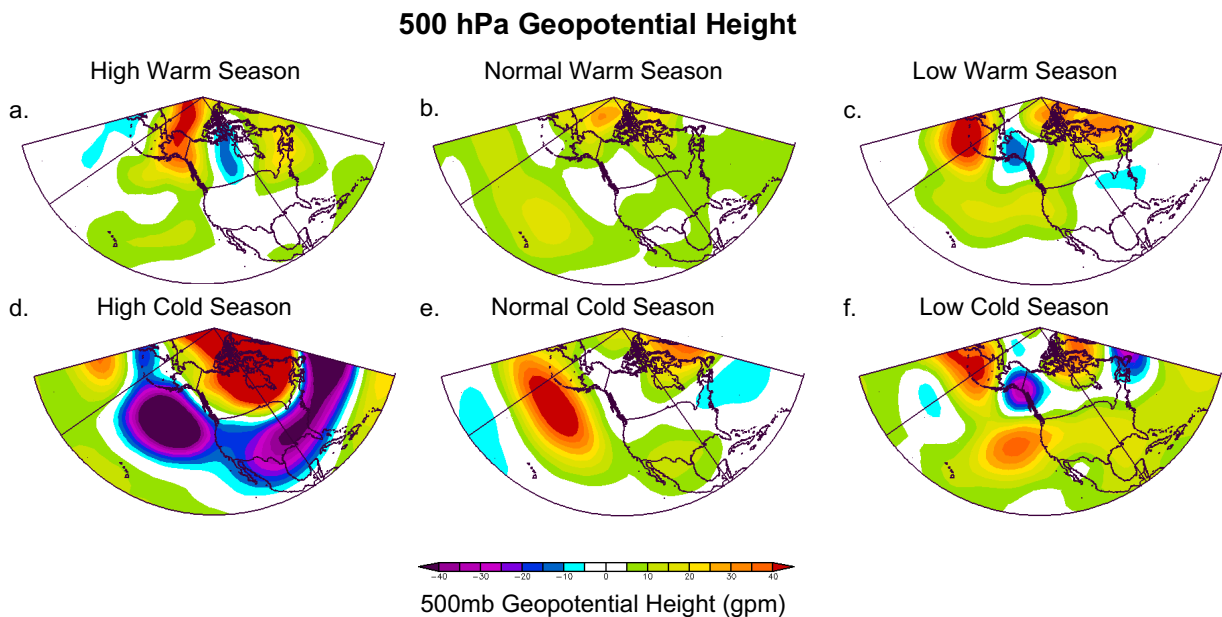 500 hPa Geopotential Height
High Warm Season
Normal Warm Season
Low Warm Season
a.
b.
c.
d.
High Cold Season
e.
Normal Cold Season
f.
Low Cold Season
-40 -30 -20 -10 0 10 20 30 40
500mb Geopotential Height (gpm)